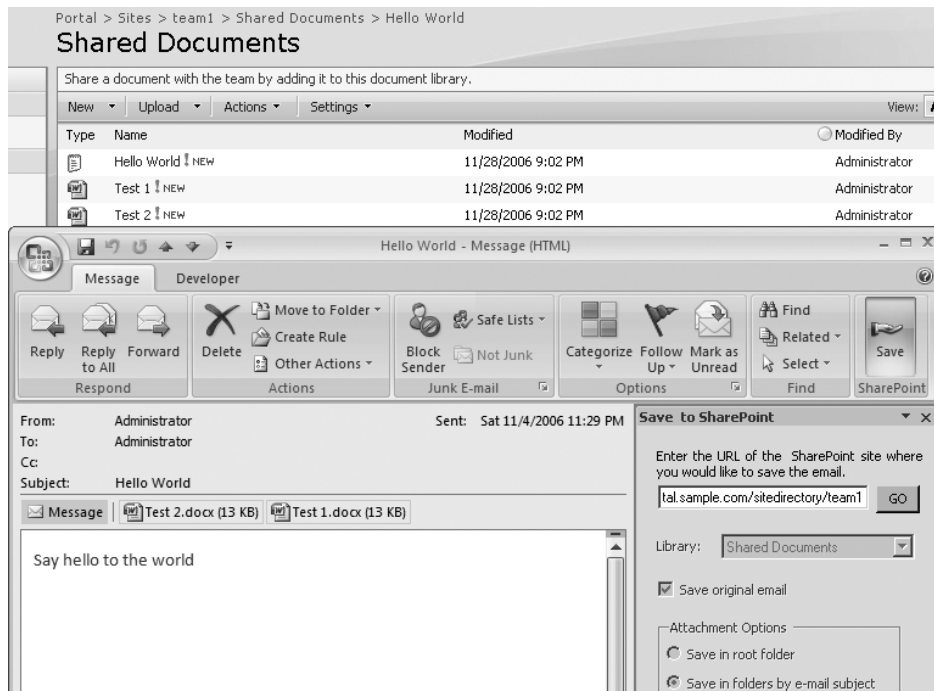 Portal > Sites > team1 > Shared Documents > Hello World
Shared Documents
Share a document with the team by adding it to this document library.
New Upload Actions Settings View:
Type Name Modified Modified By
Hello World ! NEW 11/28/2006 9:02 PM Administrator
Test 1 ! NEW 11/28/2006 9:02 PM Administrator
Test 2 ! NEW 11/28/2006 9:02 PM Administrator
Hello World - Message (HTML)
Message Developer
Reply
Reply to All
Forward
Respond
Delete
Move to Folder
Create Rule
Other Actions
Actions
Block Sender
Safe Lists
Not Junk
Junk E-mail
Categorize
Follow Up
Mark as Unread
Options
Find
Related
Select
Find
Save
SharePoint
From: Administrator Sent: Sat 11/4/2006 11:29 PM
To: Administrator
Cc:
Subject: Hello World
Message Test 2.docx (13 KB) Test 1.docx (13 KB)
Say hello to the world
Save to SharePoint
Enter the URL of the SharePoint site where
you would like to save the email.
tal.sample.com/sitedirectory/team1 GO
Library: Shared Documents
Save original email
Attachment Options
Save in root folder
Save in folders by e-mail subject